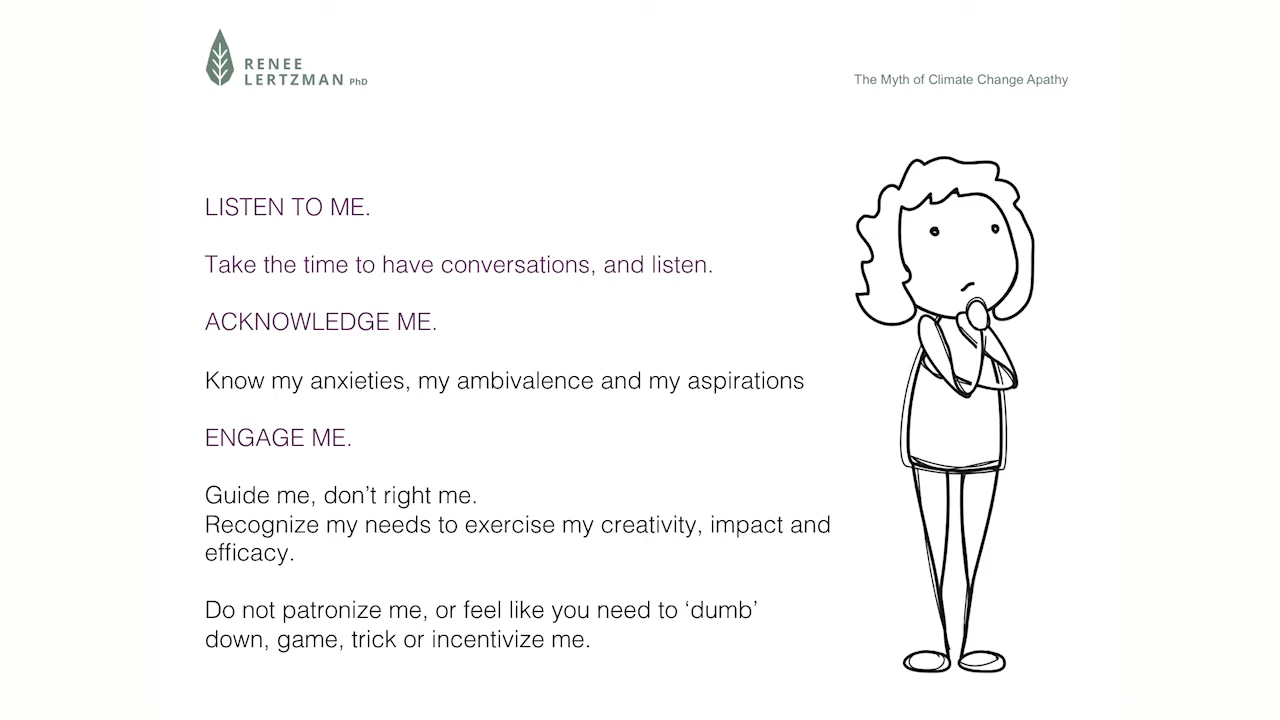 RENEE
LERTZMAN PhD
The Myth of Climate Change Apathy
LISTEN TO ME.
Take the time to have conversations, and listen.
ACKNOWLEDGE ME.
Know my anxieties, my ambivalence and my aspirations
ENGAGE ME.
Guide me, don’t right me.
Recognize my needs to exercise my creativity, impact and
efficacy.
Do not patronize me, or feel like you need to ‘dumb’
down, game, trick or incentivize me.